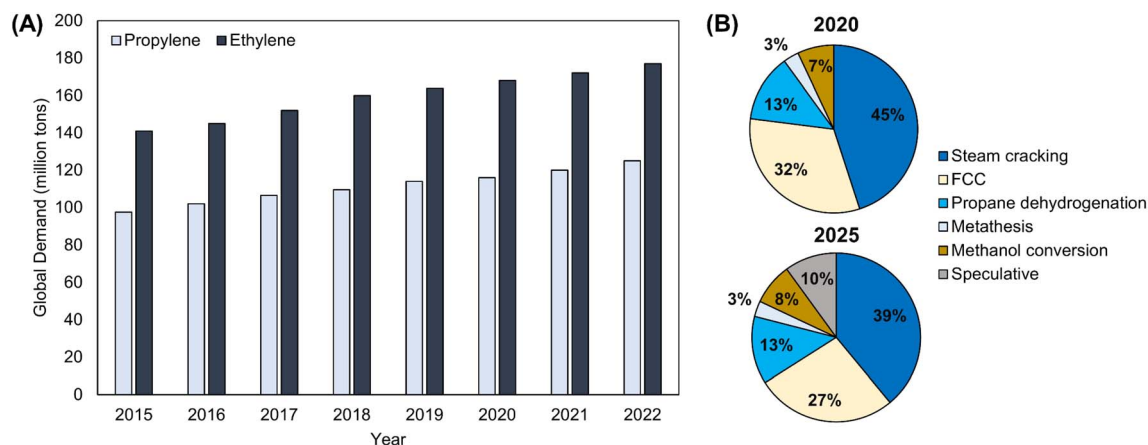 (A)
Global Demand (million tons)
200
180
160
140
120
100
80
60
40
20
0
Propylene Ethylene
2015 2016 2017 2018 2019 2020 2021 2022
Year
(B)
2020
3%
7%
13%
45%
32%
Steam cracking
FCC
Propane dehydrogenation
Metathesis
Methanol conversion
Speculative
2025
10%
8%
3%
39%
13%
27%